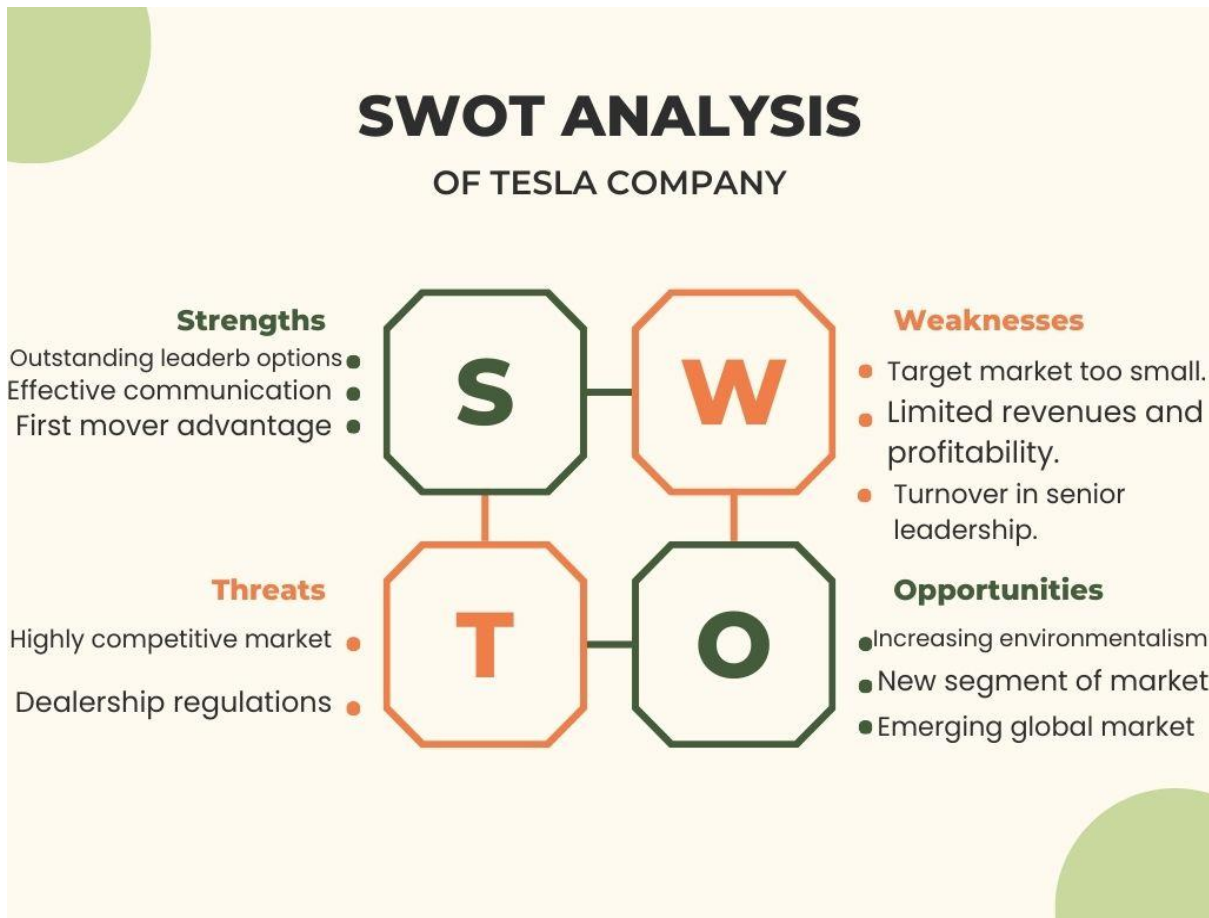 SWOT ANALYSIS
OF TESLA COMPANY
Strengths
Outstanding leaderb options
Effective communication
First mover advantage
S
W
Weaknesses
Target market too small.
Limited revenues and
profitability.
Turnover in senior
leadership.
Threats
Highly competitive market
Dealership regulations
T
O
Opportunities
Increasing environmentalism
New segment of market
Emerging global market